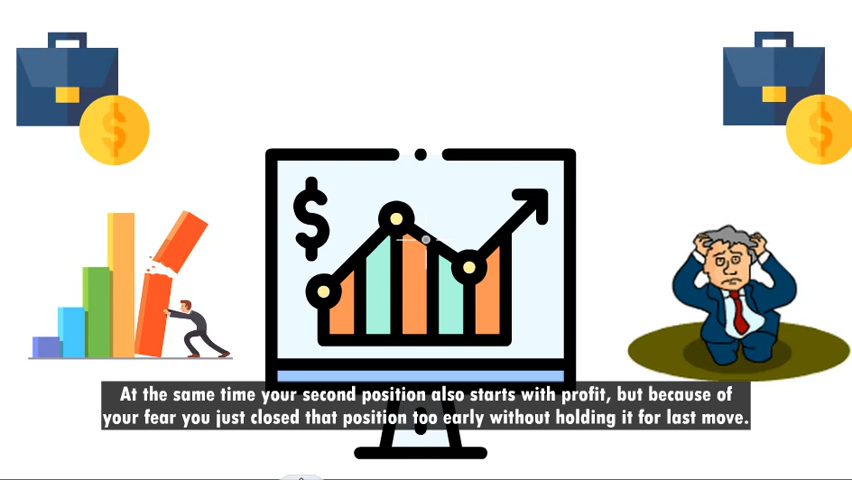 $
$
$
At the same time your second position also starts with profit, but because of
your fear you just closed that position too early without holding it for last move.